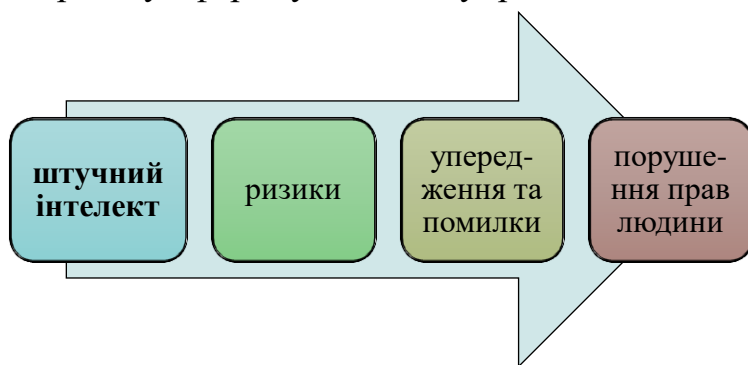 штучний
інтелект
ризики
уперед-
ження та
помилки
поруше-
ння прав
людини